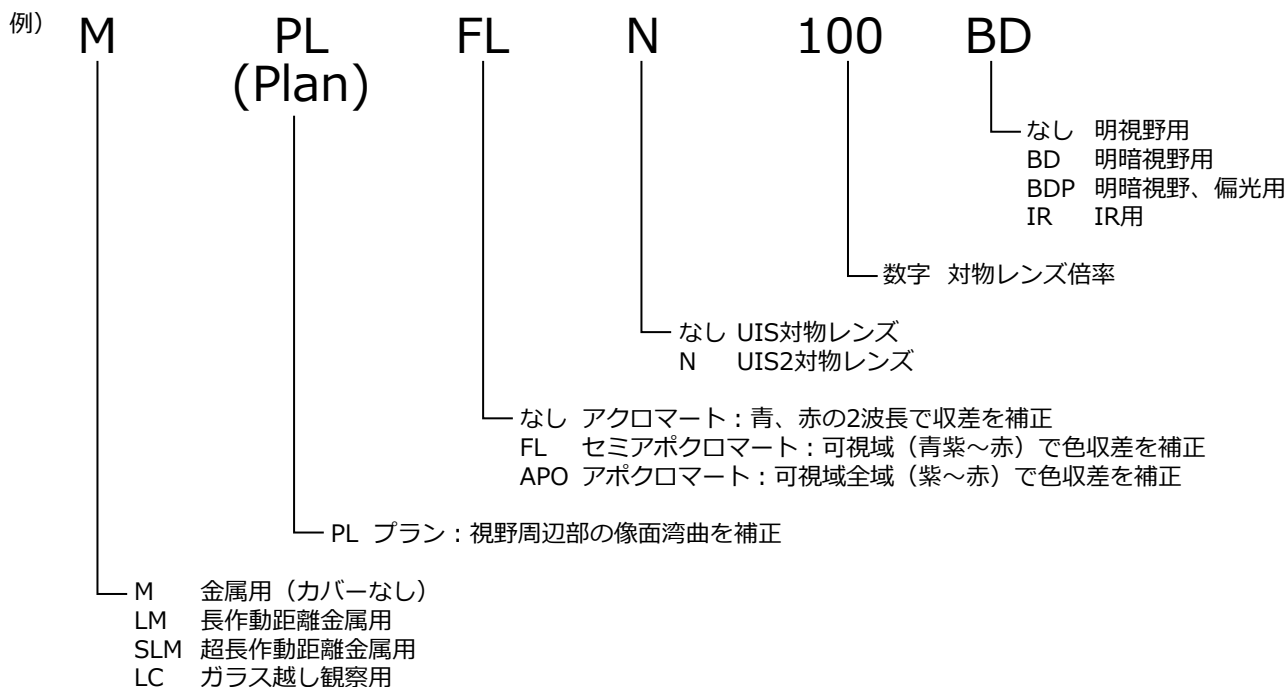 例) M PL FL N 100 BD
(Plan)
なし 明視野用
BD 明暗視野用
BDP 明暗視野、偏光用
IR IR用
数字 対物レンズ倍率
なし UIS対物レンズ
N UIS2対物レンズ
なし アクロマート：青、赤の2波長で収差を補正
FL セミアポクロマート：可視域（青紫～赤）で色収差を補正
APO アポクロマート：可視域全域（紫～赤）で色収差を補正
PL プラン：視野周辺部の像面湾曲を補正
M 金属用（カバーなし）
LM 長作動距離金属用
SLM 超長作動距離金属用
LC ガラス越し観察用